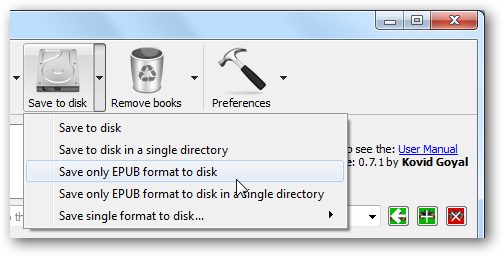 Save to disk
Remove books
Preferences
Save to disk
Save to disk in a single directory
Save only EPUB format to disk
Save only EPUB format to disk in a single directory
Save single format to disk...
to see the: User Manual
0.7.1 by Kovid Goyal
the